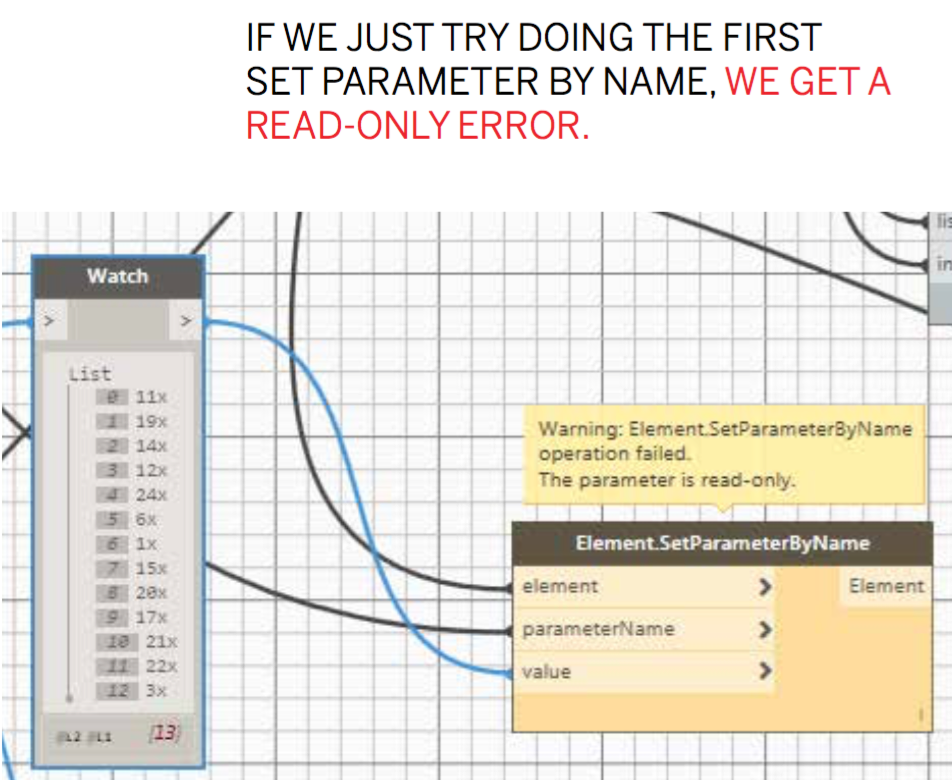 IF WE JUST TRY DOING THE FIRST
SET PARAMETER BY NAME, WE GET A
READ-ONLY ERROR.
lis
in
Watch
> >
List
0 11x
1 19x
2 14x
3 12x
4 24x
5 6x
6 1x
7 15x
8 20x
9 17x
10 21x
11 22x
12 3x
@L2 @L1 {13}
Warning: Element.SetParameterByName
operation failed.
The parameter is read-only.
Element.SetParameterByName
element > Element
parameterName >
value >
l